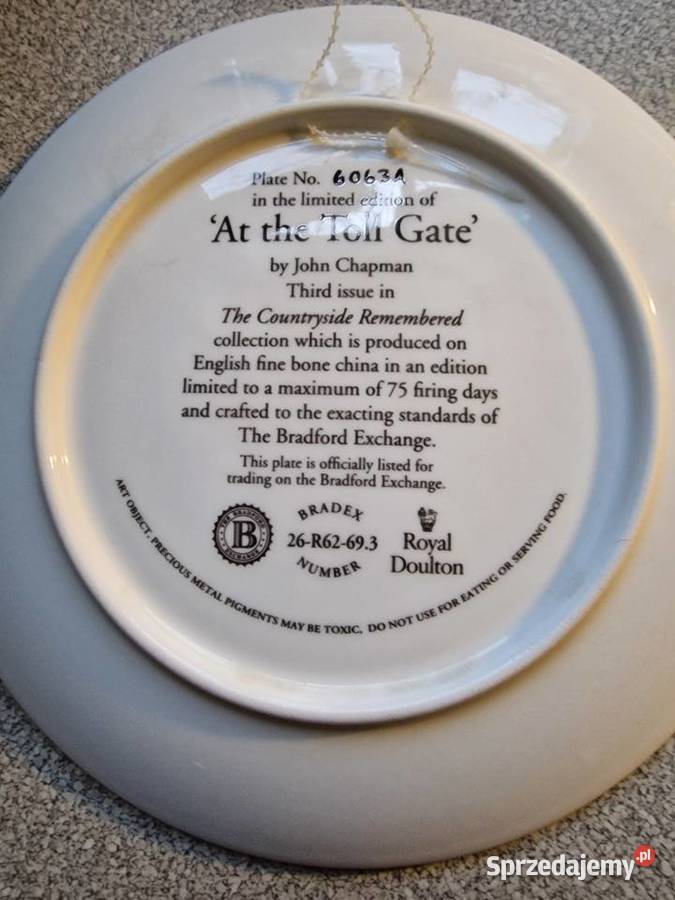 Plate No. 6063A
in the limited edition of
‘At the Toll Gate’
by John Chapman
Third issue in
The Countryside Remembered
collection which is produced on
English fine bone china in an edition
limited to a maximum of 75 firing days
and crafted to the exacting standards of
The Bradford Exchange.
This plate is officially listed for
trading on the Bradford Exchange.
THE BRADFORD EXCHANGE
B
BRADEX
26-R62-69.3
NUMBER
Royal
Doulton
ART OBJECT. PRECIOUS METAL PIGMENTS MAY BE TOXIC. DO NOT USE FOR EATING OR SERVING FOOD.
Sprzedajemy.pl